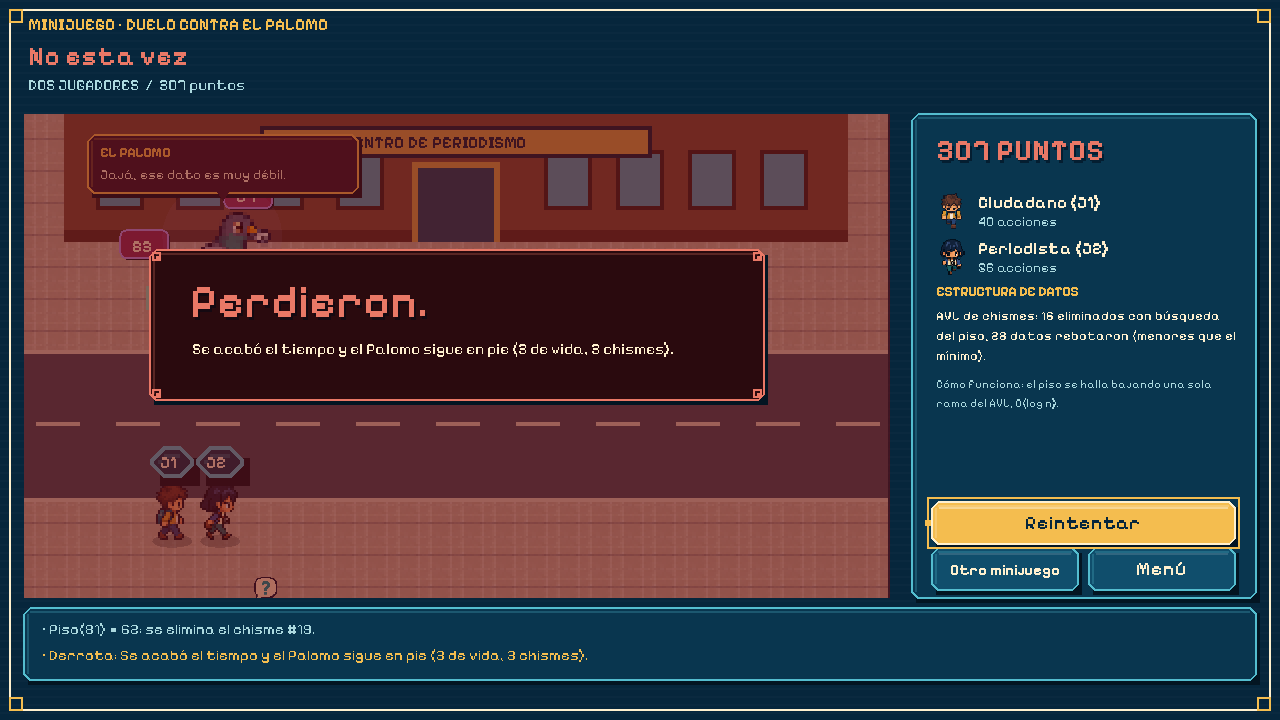 MINIJUEGO · DUELO CONTRA EL PALOMO
No esta vez
DOS JUGADORES / 307 puntos
NTRO DE PERIODISMO
EL PALOMO
Javá, ese dato es muy débil.
83
J1
J2
?
Perdieron.
Se acabó el tiempo y el Palomo sigue en pie (3 de vida, 3 chismes).
307 PUNTOS
Ciudadano (J1)
40 acciones
Periodista (J2)
36 acciones
ESTRUCTURA DE DATOS
AVL de chismes: 16 eliminados con búsqueda
del piso, 28 datos rebotaron (menores que el
mínimo).
Cómo funciona: el piso se halla bajando una sola
rama del AVL, O(log n).
Reintentar
Otro minijuego
Menú
· Piso(81) = 62: se elimina el chisme #19.
· Derrota: Se acabó el tiempo y el Palomo sigue en pie (3 de vida, 3 chismes).